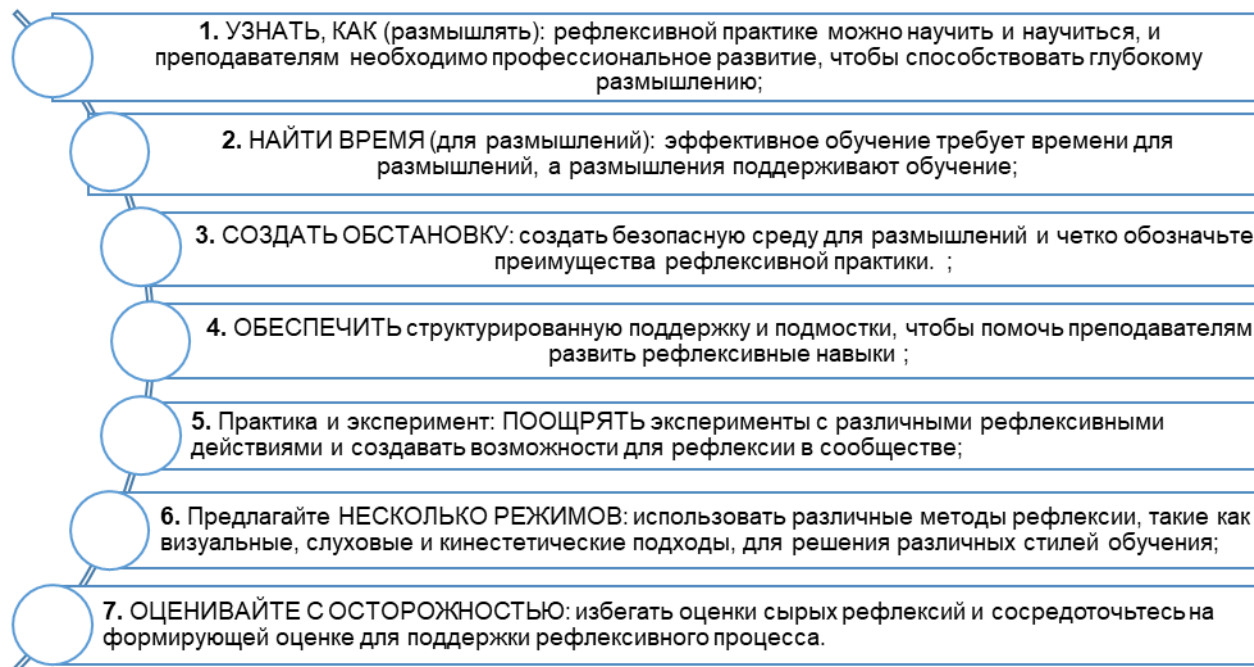 1. УЗНАТЬ, КАК (размышлять): рефлексивной практике можно научить и научиться, и
преподавателям необходимо профессиональное развитие, чтобы способствовать глубокому
размышлению;
2. НАЙТИ ВРЕМЯ (для размышлений): эффективное обучение требует времени для
размышлений, а размышления поддерживают обучение;
3. СОЗДАТЬ ОБСТАНОВКУ: создать безопасную среду для размышлений и четко обозначьте
преимущества рефлексивной практики. ;
4. ОБЕСПЕЧИТЬ структурированную поддержку и подмостки, чтобы помочь преподавателям
развить рефлексивные навыки ;
5. Практика и эксперимент: ПООЩРЯТЬ эксперименты с различными рефлексивными
действиями и создавать возможности для рефлексии в сообществе;
6. Предлагайте НЕСКОЛЬКО РЕЖИМОВ: использовать различные методы рефлексии, такие как
визуальные, слуховые и кинестетические подходы, для решения различных стилей обучения;
7. ОЦЕНИВАЙТЕ С ОСТОРОЖНОСТЬЮ: избегать оценки сырых рефлексий и сосредоточьтесь на
формирующей оценке для поддержки рефлексивного процесса.